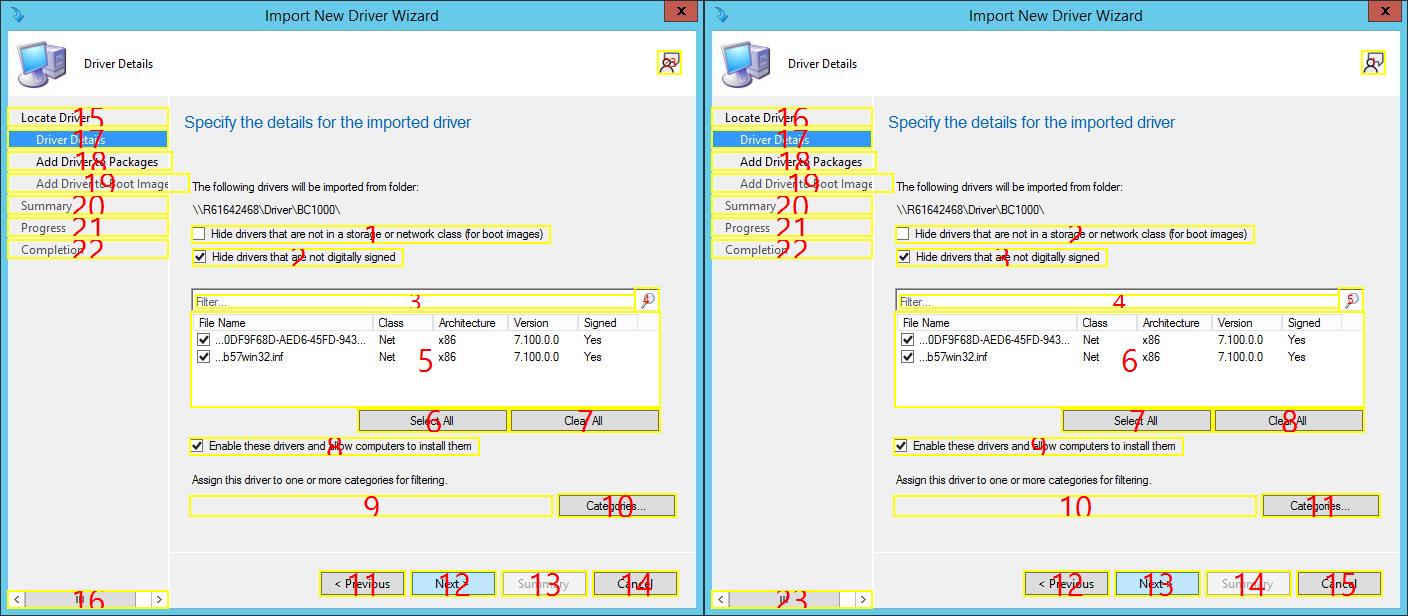 Import New Driver Wizard
x
Driver Details
23
15
Locate Driver
17
Driver Details
18
Add Driver to Packages
19
Add Driver to Boot Image
20
Summary
21
Progress
22
Completion
Specify the details for the imported driver
The following drivers will be imported from folder:
\\R61642468\Driver\BC1000\
1
Hide drivers that are not in a storage or network class (for boot images)
2
Hide drivers that are not digitally signed
3
Filter...
4
File Name Class Architecture Version Signed
...0DF9F68D-AED6-45FD-943... Net x86 7.100.0.0 Yes
...b57win32.inf Net x86 7.100.0.0 Yes
5
Select All 6
Clear All 7
Enable these drivers and allow computers to install them
8
Assign this driver to one or more categories for filtering.
9
Categories... 10
< Previous 11
Next > 12
Summary 13
Cancel 14
16
Import New Driver Wizard
x
Driver Details
16
Locate Driver
17
Driver Details
18
Add Driver to Packages
19
Add Driver to Boot Image
20
Summary
21
Progress
22
Completion
Specify the details for the imported driver
The following drivers will be imported from folder:
\\R61642468\Driver\BC1000\
2
Hide drivers that are not in a storage or network class (for boot images)
3
Hide drivers that are not digitally signed
4
Filter...
5
File Name Class Architecture Version Signed
...0DF9F68D-AED6-45FD-943... Net x86 7.100.0.0 Yes
...b57win32.inf Net x86 7.100.0.0 Yes
6
Select All 7
Clear All 8
Enable these drivers and allow computers to install them
9
Assign this driver to one or more categories for filtering.
10
Categories... 11
< Previous 12
Next > 13
Summary 14
Cancel 15
23